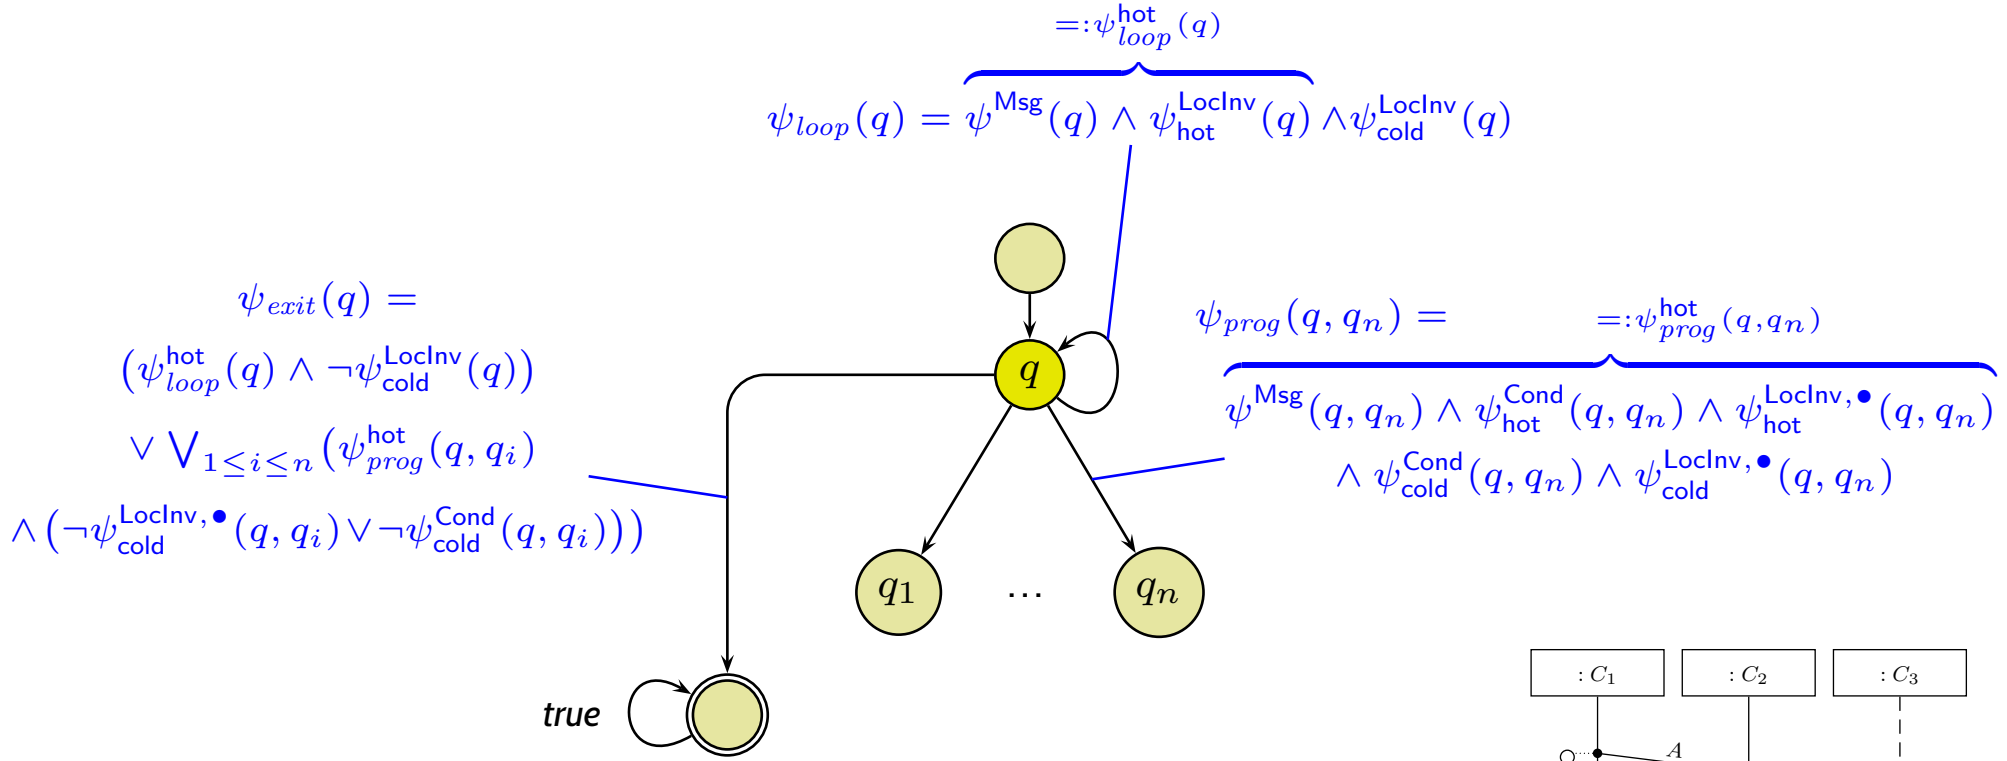 =:ψ^hot_loop(q)
ψ_loop(q) = ψ^Msg(q) ∧ ψ^LocInv_hot(q) ∧ψ^LocInv_cold(q)
ψ_exit(q) =
(ψ^hot_loop(q) ∧ ¬ψ^LocInv_cold(q))
∨ ⋁_1≤i≤n (ψ^hot_prog(q, q_i)
∧ (¬ψ^LocInv,●_cold(q, q_i) ∨ ¬ψ^Cond_cold(q, q_i)))
ψ_prog(q, q_n) = =:ψ^hot_prog(q,q_n)
ψ^Msg(q, q_n) ∧ ψ^Cond_hot(q, q_n) ∧ ψ^LocInv,●_hot(q, q_n)
∧ ψ^Cond_cold(q, q_n) ∧ ψ^LocInv,●_cold(q, q_n)
q
q_1 ... q_n
true
: C_1 : C_2 : C_3
A